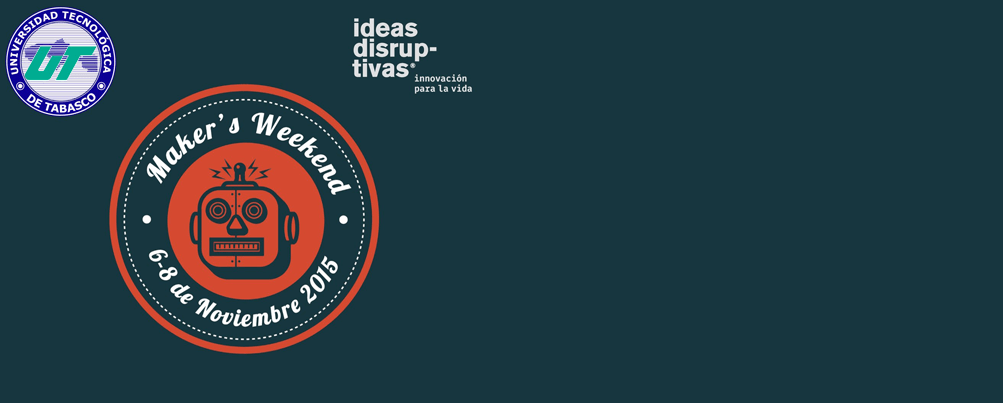 UNIVERSIDAD TECNOLÓGICA
UT
DE TABASCO
ideas
disrup-
tivas®
innovación
para la vida
Maker's Weekend
6-8 de Noviembre 2015